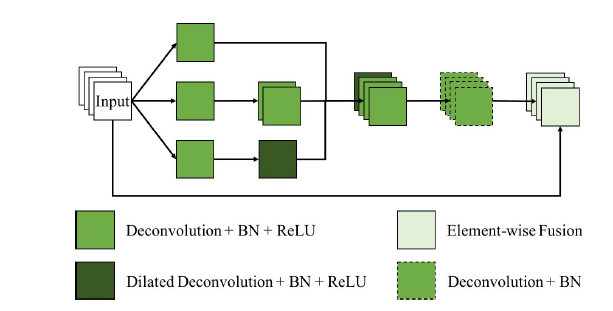 Input
Deconvolution + BN + ReLU
Element-wise Fusion
Dilated Deconvolution + BN + ReLU
Deconvolution + BN